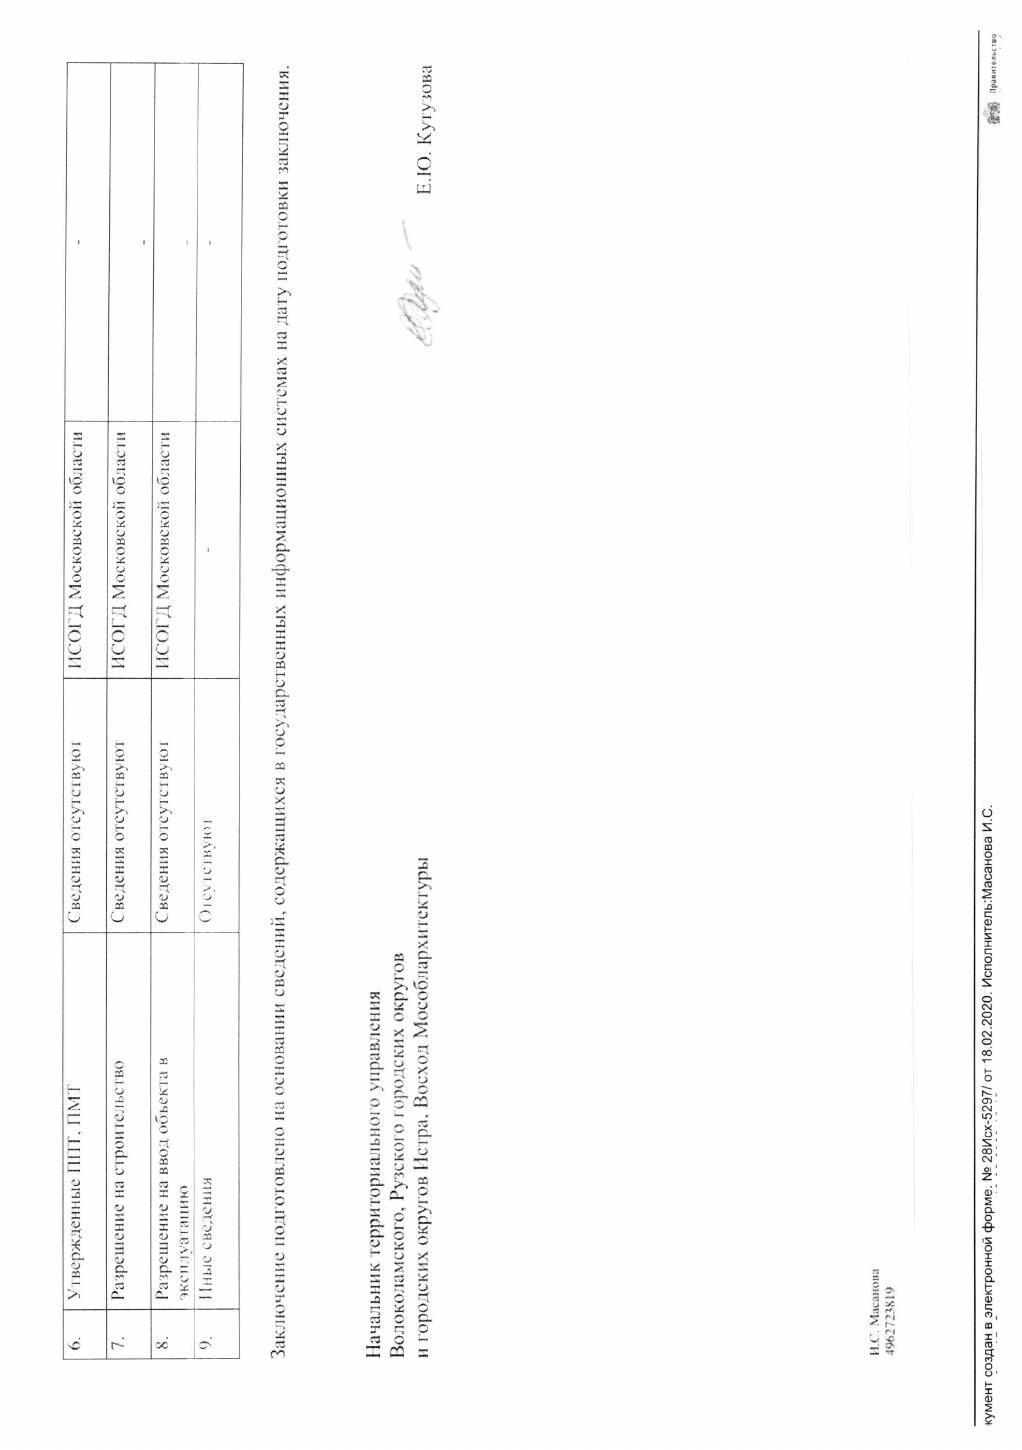 6. Утвержденные ППТ, ПМТ Сведения отсутствуют ИСОГД Московской области -
7. Разрешение на строительство Сведения отсутствуют ИСОГД Московской области -
8. Разрешение на ввод объекта в Сведения отсутствуют ИСОГД Московской области -
эксплуатацию
9. Иные сведения Отсутствуют - -
Заключение подготовлено на основании сведений, содержащихся в государственных информационных системах на дату подготовки заключения.
Начальник территориального управления
Волоколамского, Рузского городских округов
и городских округов Истра, Восход Мособлархитектуры Е.Ю. Кутузова
И.С. Масанова
4962723819
кумент создан в электронной форме. № 28Исх-5297/ от 18.02.2020. Исполнитель:Масанова И.С.
Правительство